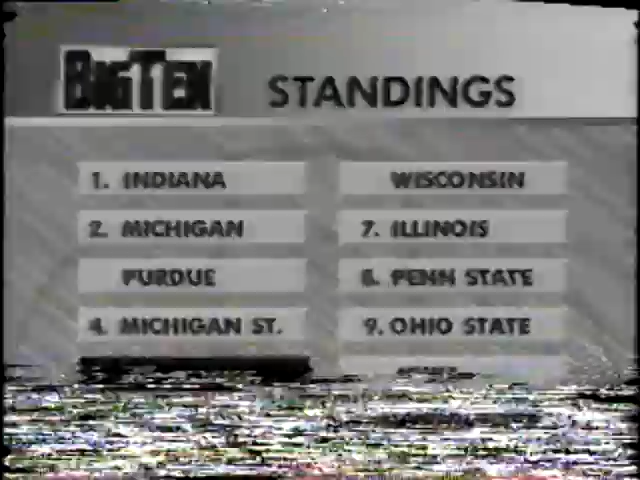 BIG TEN STANDINGS
1. INDIANA
2. MICHIGAN
PURDUE
4. MICHIGAN ST.
WISCONSIN
7. ILLINOIS
8. PENN STATE
9. OHIO STATE